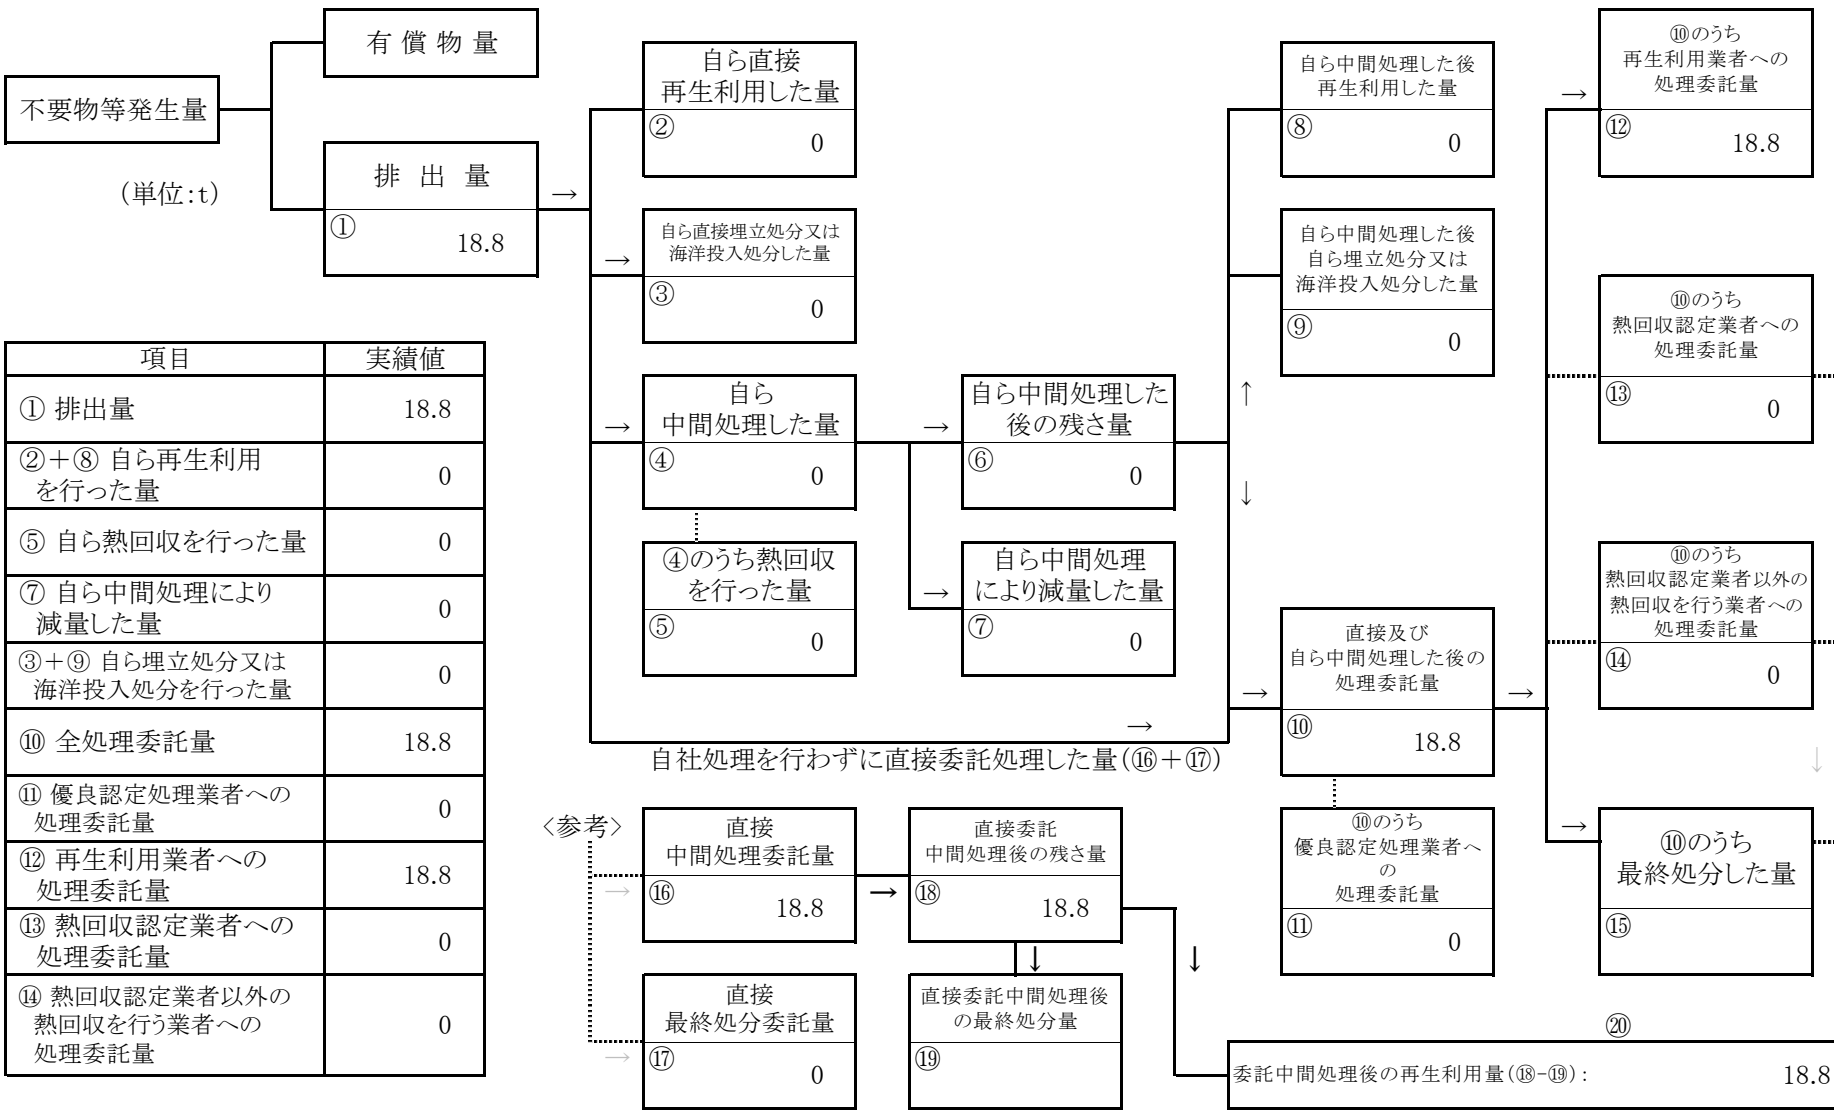 有 償 物 量
不要物等発生量
(単位:t)
排 出 量
①
18.8
→
自ら直接
再生利用した量
②
0
→
自ら直接埋立処分又は
海洋投入処分した量
③
0
→
自ら
中間処理した量
④
0
④のうち熱回収
を行った量
⑤
0
→
自ら中間処理した
後の残さ量
⑥
0
→
自ら中間処理
により減量した量
⑦
0
↑
↓
自ら中間処理した後
再生利用した量
⑧
0
自ら中間処理した後
自ら埋立処分又は
海洋投入処分した量
⑨
0
→
自社処理を行わずに直接委託処理した量(⑯+⑰)
→
直接及び
自ら中間処理した後の
処理委託量
⑩
18.8
→
⑩のうち
優良認定処理業者へ
の
処理委託量
⑪
0
→
⑩のうち
再生利用業者への
処理委託量
⑫
18.8
⑩のうち
熱回収認定業者への
処理委託量
⑬
0
⑩のうち
熱回収認定業者以外の
熱回収を行う業者への
処理委託量
⑭
0
↓
→
⑩のうち
最終処分した量
⑮
項目 実績値
① 排出量 18.8
②+⑧ 自ら再生利用
を行った量 0
⑤ 自ら熱回収を行った量 0
⑦ 自ら中間処理により
減量した量 0
③+⑨ 自ら埋立処分又は
海洋投入処分を行った量 0
⑩ 全処理委託量 18.8
⑪ 優良認定処理業者への
処理委託量 0
⑫ 再生利用業者への
処理委託量 18.8
⑬ 熱回収認定業者への
処理委託量 0
⑭ 熱回収認定業者以外の
熱回収を行う業者への
処理委託量 0
<参考>
→
直接
中間処理委託量
⑯
18.8
→
直接委託
中間処理後の残さ量
⑱
18.8
↓
↓
→
直接
最終処分委託量
⑰
0
直接委託中間処理後
の最終処分量
⑲
⑳
委託中間処理後の再生利用量(⑱-⑲): 18.8